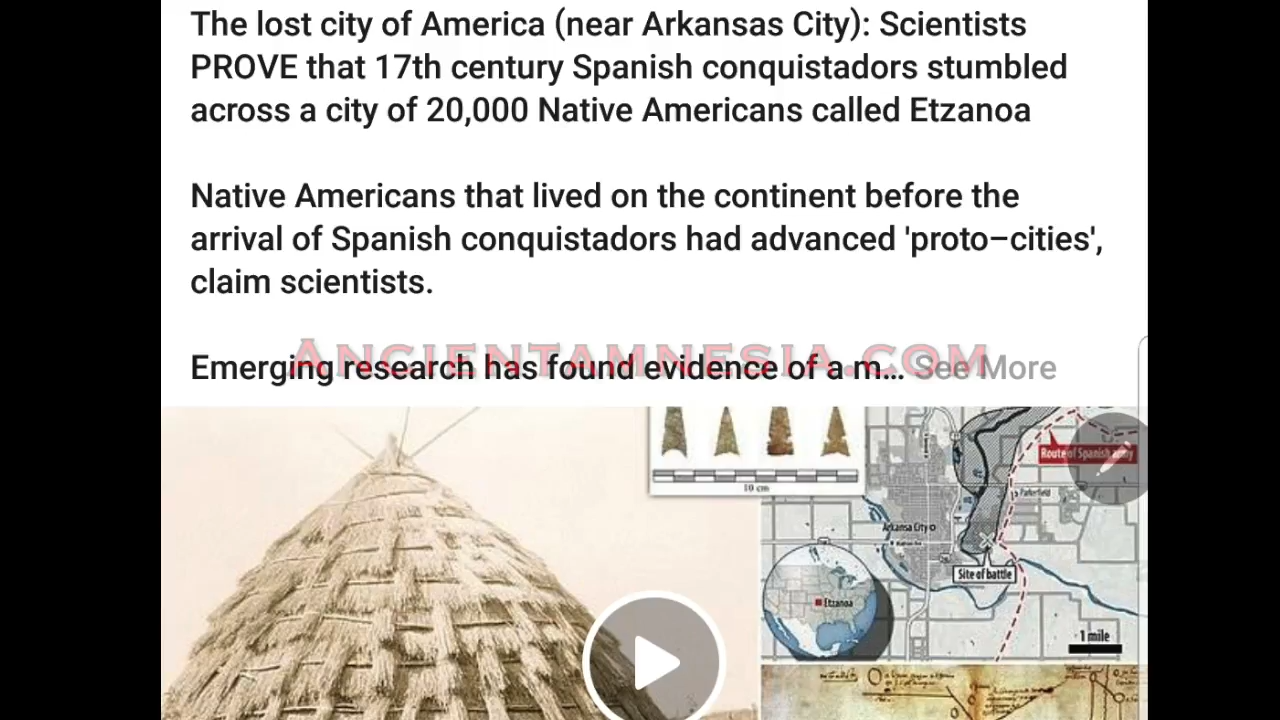 The lost city of America (near Arkansas City): Scientists
PROVE that 17th century Spanish conquistadors stumbled
across a city of 20,000 Native Americans called Etzanoa
Native Americans that lived on the continent before the
arrival of Spanish conquistadors had advanced 'proto–cities',
claim scientists.
Emerging research has found evidence of a m... See More
ANCIENTAMNESIA.COM
10 cm
Route of Spanish army
Parkerfield
Arkansa City
Site of battle
Etzanoa
1 mile